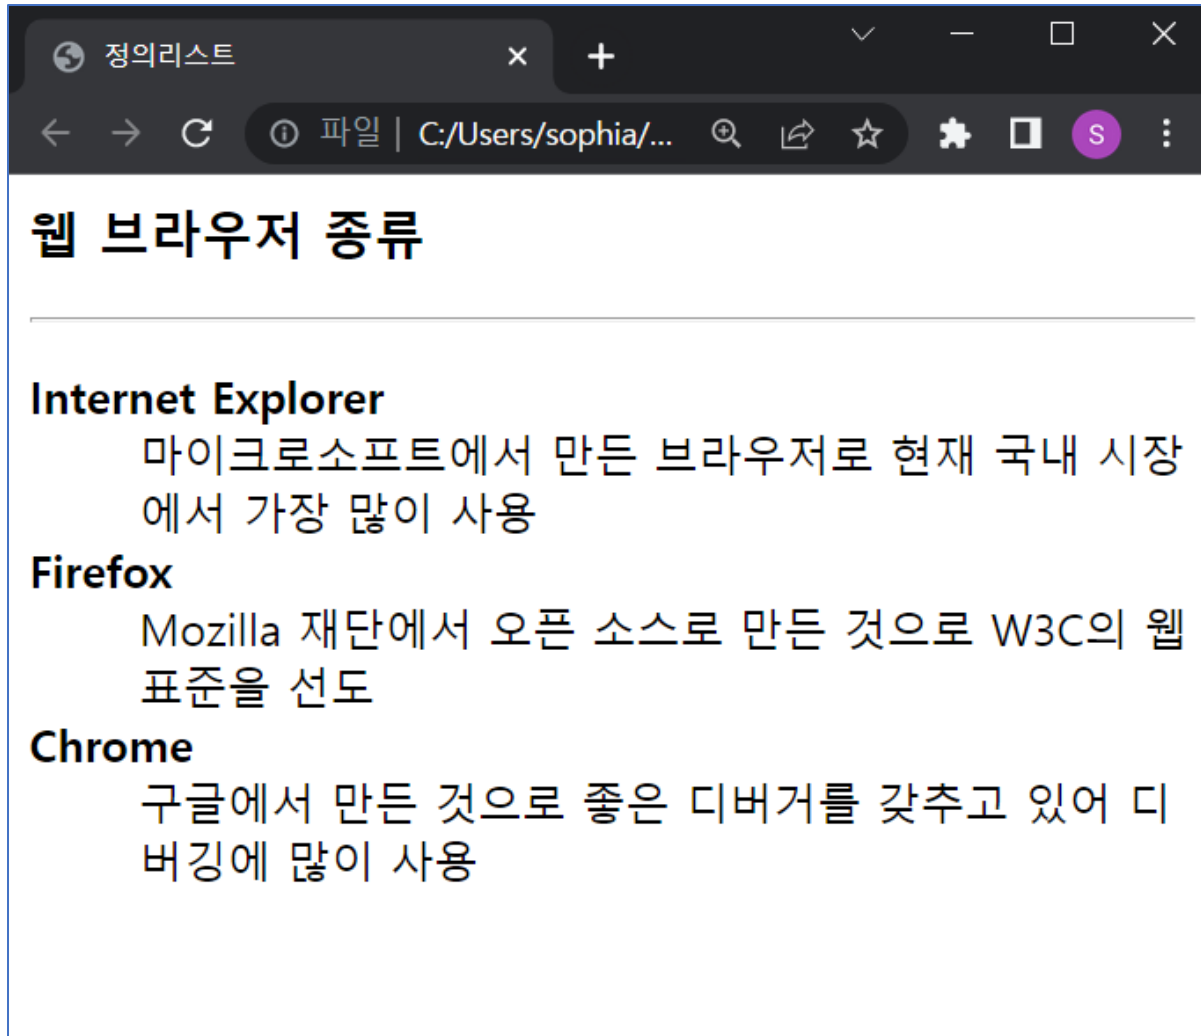 정의리스트
파일 | C:/Users/sophia/...
S
웹 브라우저 종류
Internet Explorer
마이크로소프트에서 만든 브라우저로 현재 국내 시장
에서 가장 많이 사용
Firefox
Mozilla 재단에서 오픈 소스로 만든 것으로 W3C의 웹
표준을 선도
Chrome
구글에서 만든 것으로 좋은 디버거를 갖추고 있어 디
버깅에 많이 사용